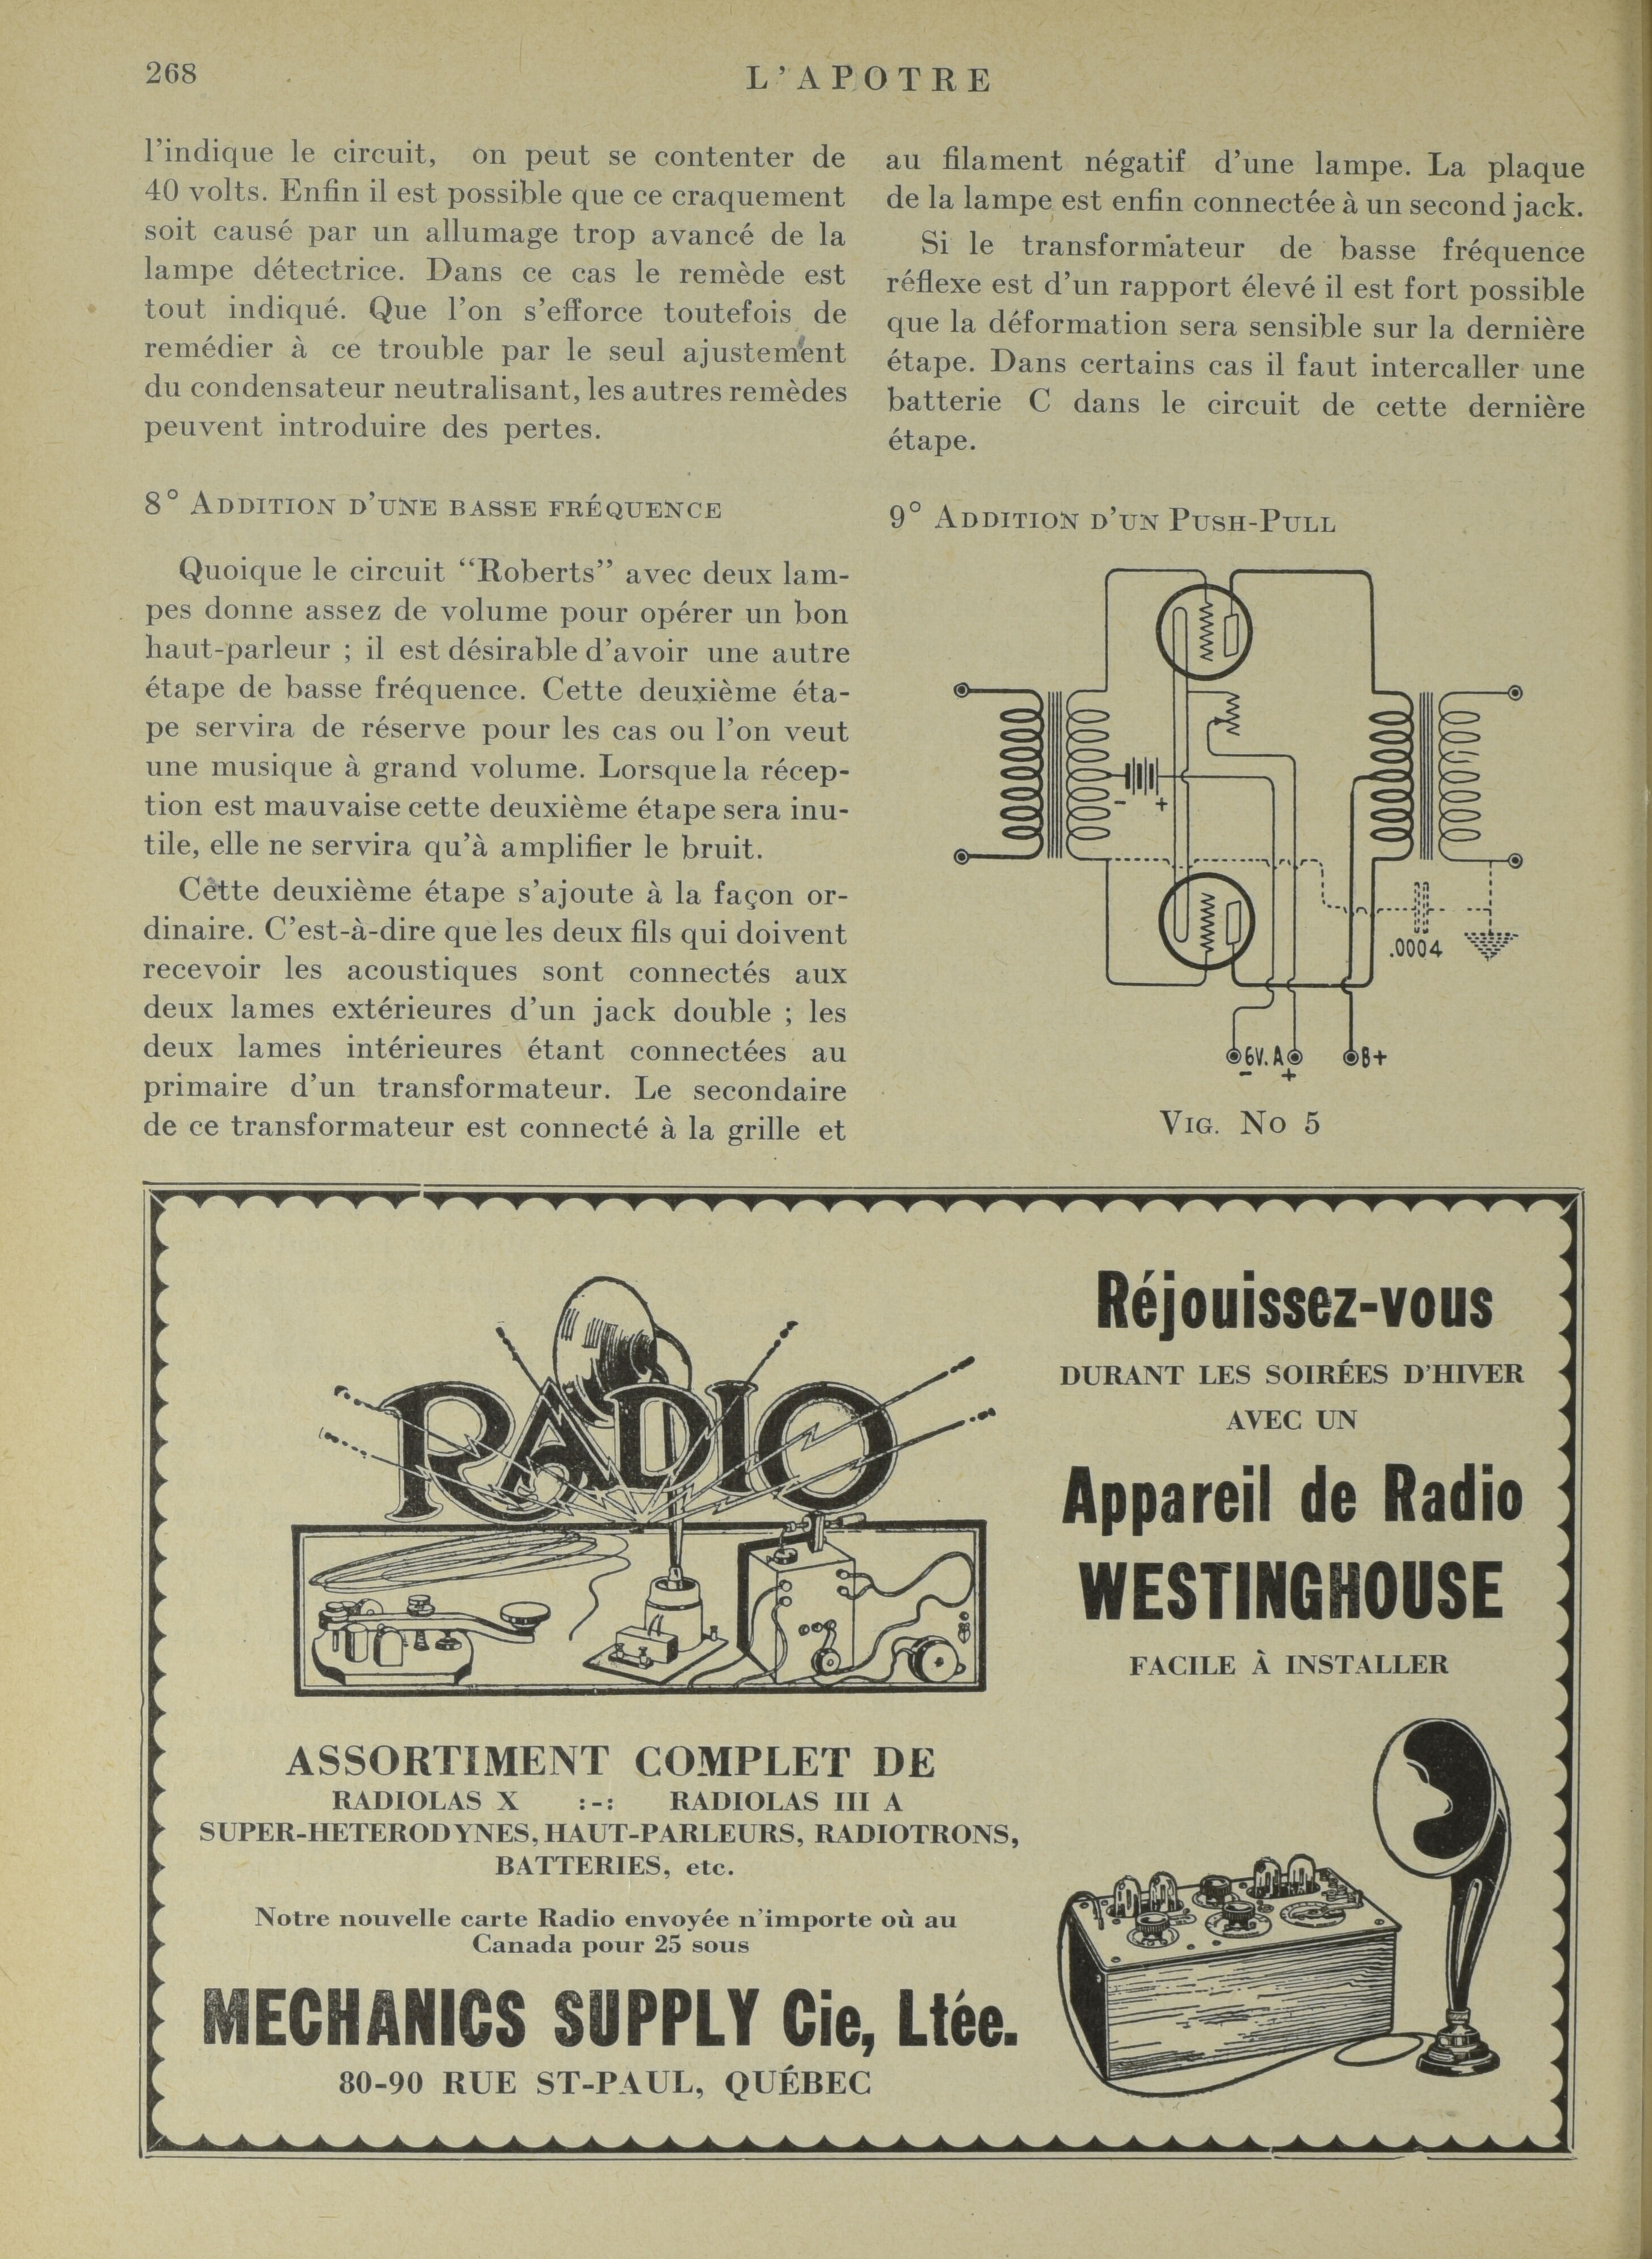 268
L'APOTRE
l'indique le circuit, on peut se contenter de
40 volts. Enfin il est possible que ce craquement
soit causé par un allumage trop avancé de la
lampe détectrice. Dans ce cas le remède est
tout indiqué. Que l'on s'efforce toutefois de
remédier à ce trouble par le seul ajustement
du condensateur neutralisant, les autres remèdes
peuvent introduire des pertes.
8° ADDITION D'UNE BASSE FRÉQUENCE
Quoique le circuit "Roberts" avec deux lam-
pes donne assez de volume pour opérer un bon
haut-parleur ; il est désirable d'avoir une autre
étape de basse fréquence. Cette deuxième éta-
pe servira de réserve pour les cas ou l'on veut
une musique à grand volume. Lorsque la récep-
tion est mauvaise cette deuxième étape sera inu-
tile, elle ne servira qu'à amplifier le bruit.
Cette deuxième étape s'ajoute à la façon or-
dinaire. C'est-à-dire que les deux fils qui doivent
recevoir les acoustiques sont connectés aux
deux lames extérieures d'un jack double ; les
deux lames intérieures étant connectées au
primaire d'un transformateur. Le secondaire
de ce transformateur est connecté à la grille et
au filament négatif d'une lampe. La plaque
de la lampe est enfin connectée à un second jack.
Si le transformateur de basse fréquence
réflexe est d'un rapport élevé il est fort possible
que la déformation sera sensible sur la dernière
étape. Dans certains cas il faut intercaller une
batterie C dans le circuit de cette dernière
étape.
9° ADDITION D'UN PUSH-PULL
- +
.0004
6V. A B+
- +
VIG. No 5
RADIO
Réjouissez-vous
DURANT LES SOIRÉES D'HIVER
AVEC UN
Appareil de Radio
WESTINGHOUSE
FACILE À INSTALLER
ASSORTIMENT COMPLET DE
RADIOLAS X :-: RADIOLAS III A
SUPER-HETERODYNES, HAUT-PARLEURS, RADIOTRONS,
BATTERIES, etc.
Notre nouvelle carte Radio envoyée n'importe où au
Canada pour 25 sous
MECHANICS SUPPLY Cie, Ltée.
80-90 RUE ST-PAUL, QUÉBEC